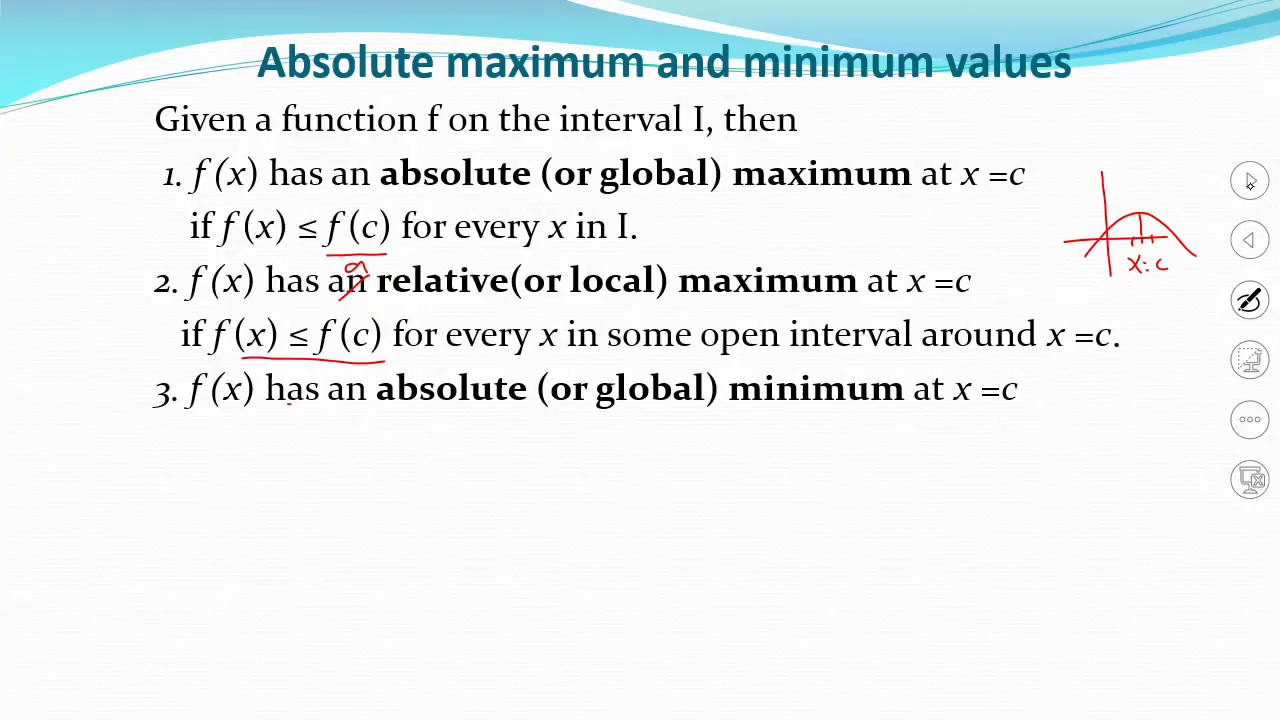 Absolute maximum and minimum values
Given a function f on the interval I, then
1. f (x) has an absolute (or global) maximum at x =c
if f (x) ≤ f (c) for every x in I.
a
2. f (x) has an relative(or local) maximum at x =c
if f (x) ≤ f (c) for every x in some open interval around x =c.
3. f (x) has an absolute (or global) minimum at x =c
x=c